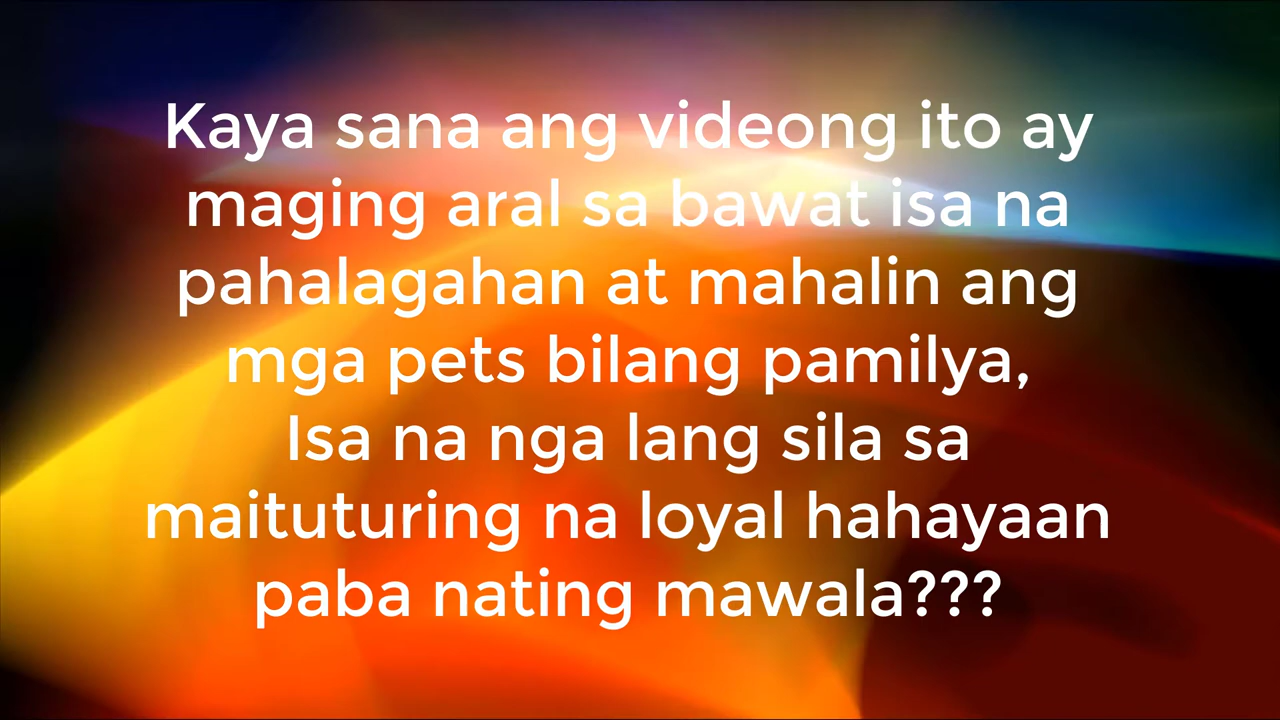 Kaya sana ang videong ito ay
maging aral sa bawat isa na
pahalagahan at mahalin ang
mga pets bilang pamilya,
Isa na nga lang sila sa
maituturing na loyal hahayaan
paba nating mawala???